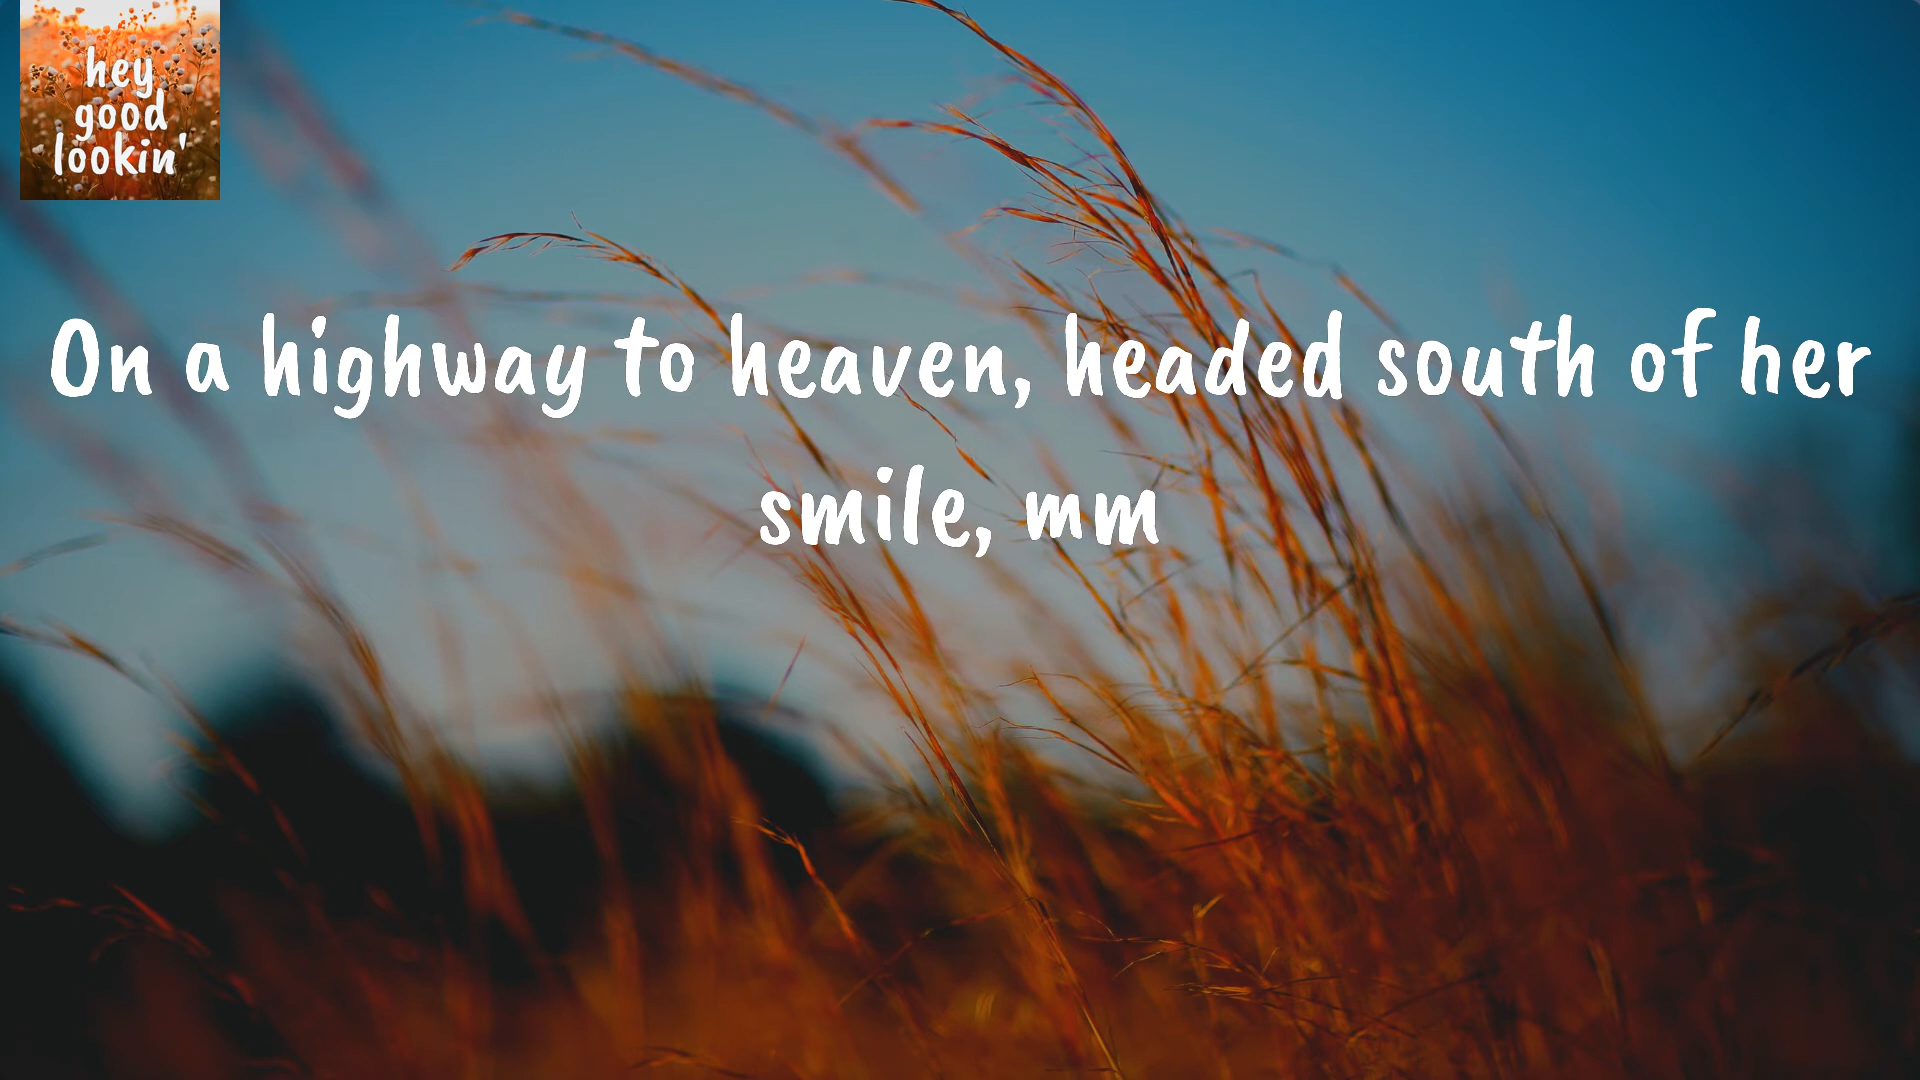 hey
good
lookin'
On a highway to heaven, headed south of her
smile, mm